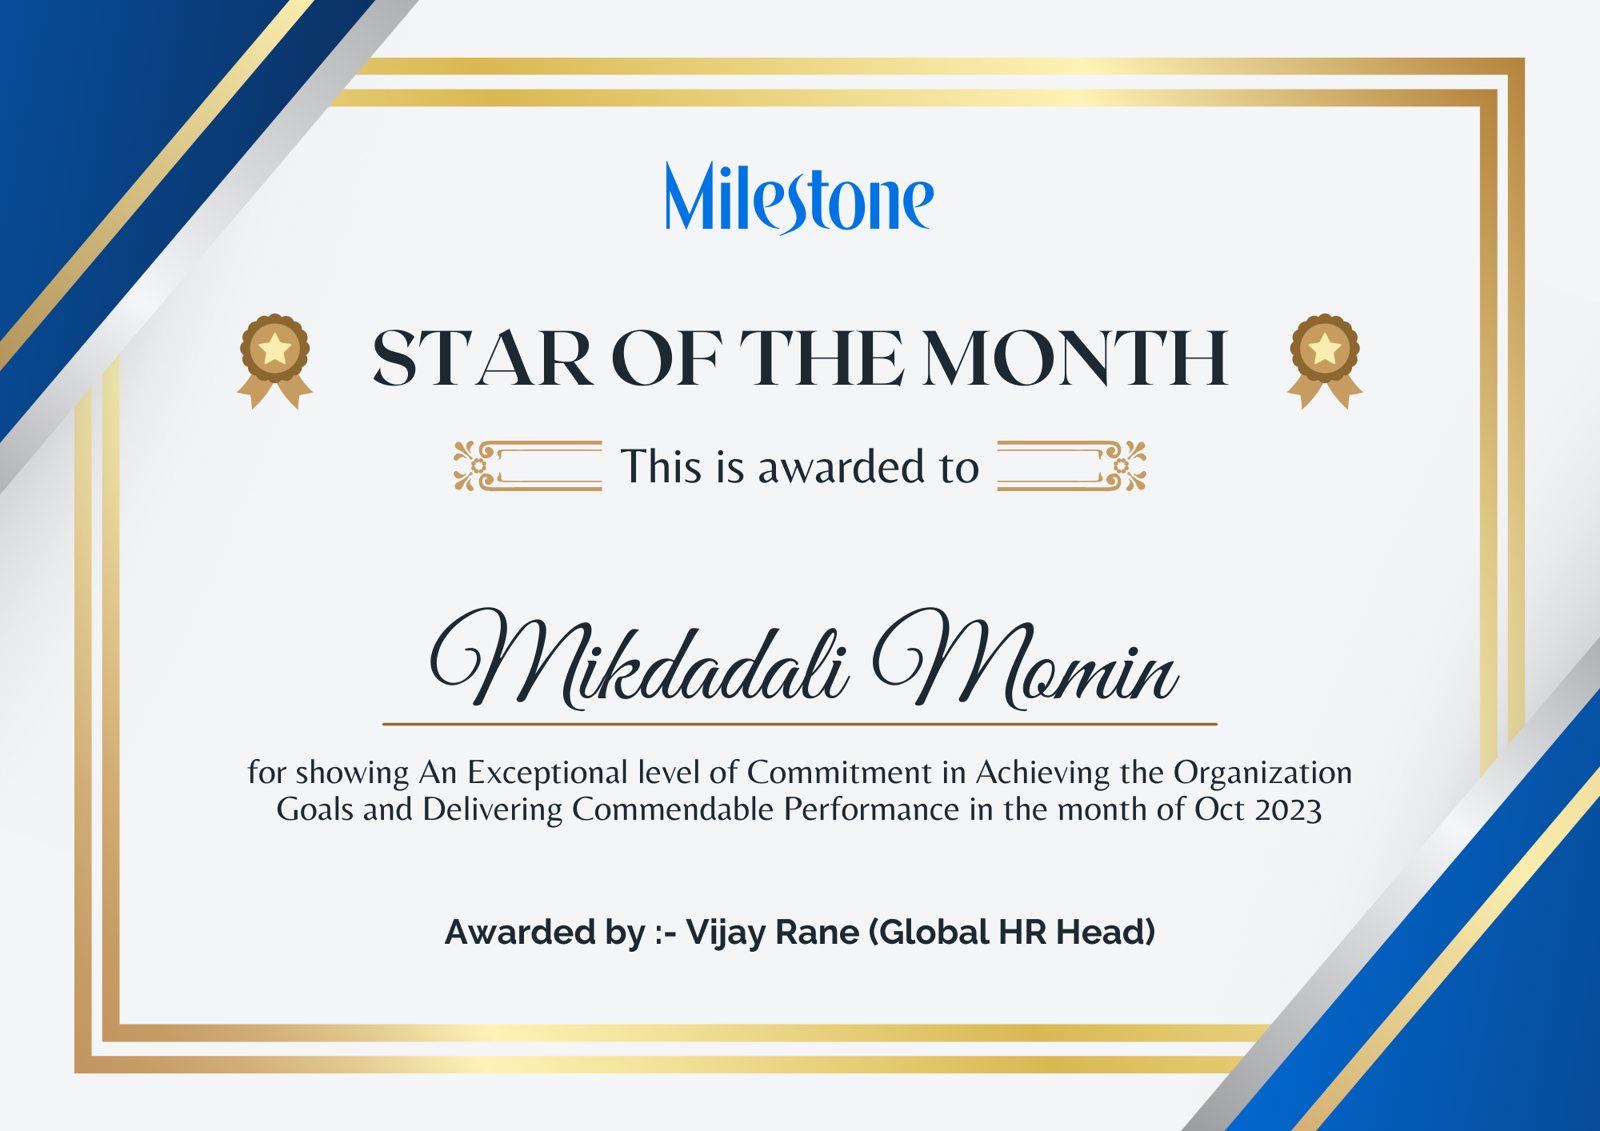 Milestone
STAR OF THE MONTH
This is awarded to
Mikdadali Momin
for showing An Exceptional level of Commitment in Achieving the Organization
Goals and Delivering Commendable Performance in the month of Oct 2023
Awarded by :- Vijay Rane (Global HR Head)